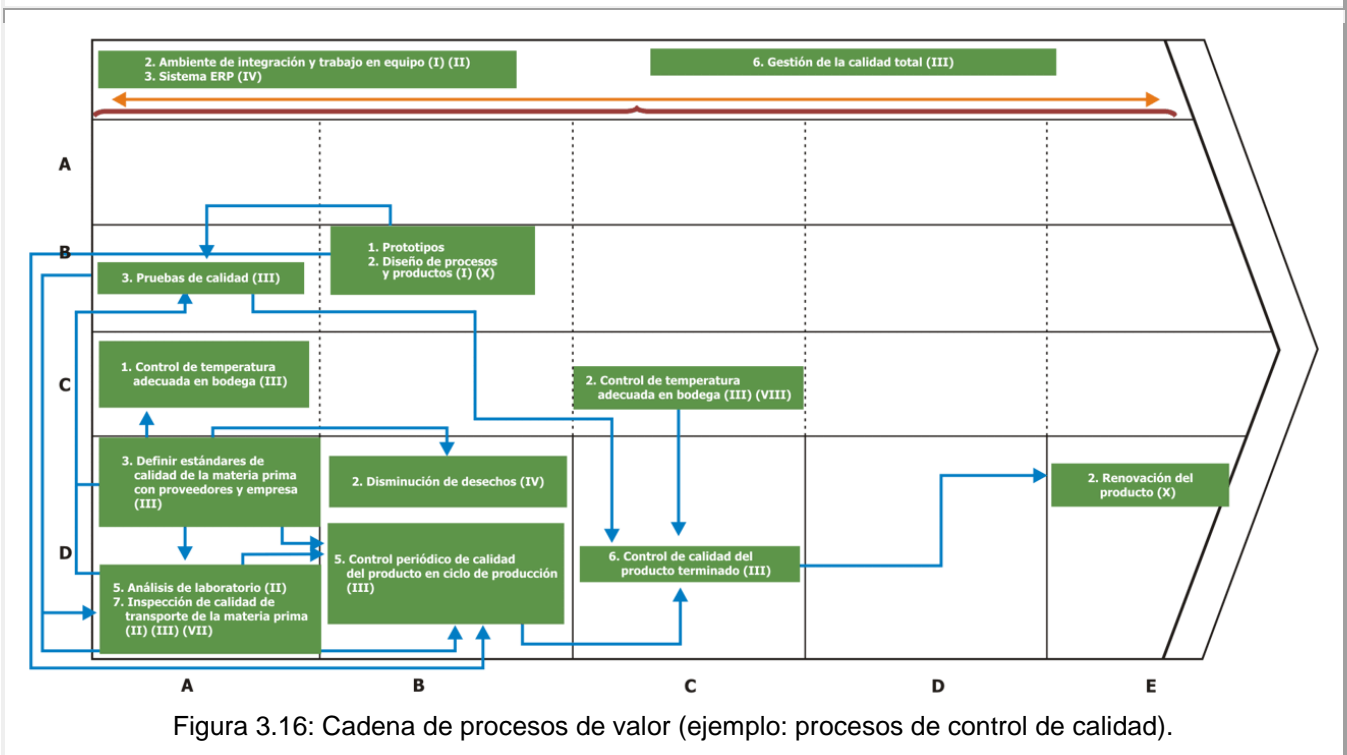 2. Ambiente de integración y trabajo en equipo (I) (II)
3. Sistema ERP (IV)
6. Gestión de la calidad total (III)
A
B
1. Prototipos
2. Diseño de procesos
y productos (I) (X)
3. Pruebas de calidad (III)
C
1. Control de temperatura
adecuada en bodega (III)
2. Control de temperatura
adecuada en bodega (III) (VIII)
D
3. Definir estándares de
calidad de la materia prima
con proveedores y empresa
(III)
2. Disminución de desechos (IV)
2. Renovación del
producto (X)
5. Control periódico de calidad
del producto en ciclo de producción
(III)
6. Control de calidad del
producto terminado (III)
5. Análisis de laboratorio (II)
7. Inspección de calidad de
transporte de la materia prima
(II) (III) (VII)
A
B
C
D
E
Figura 3.16: Cadena de procesos de valor (ejemplo: procesos de control de calidad).